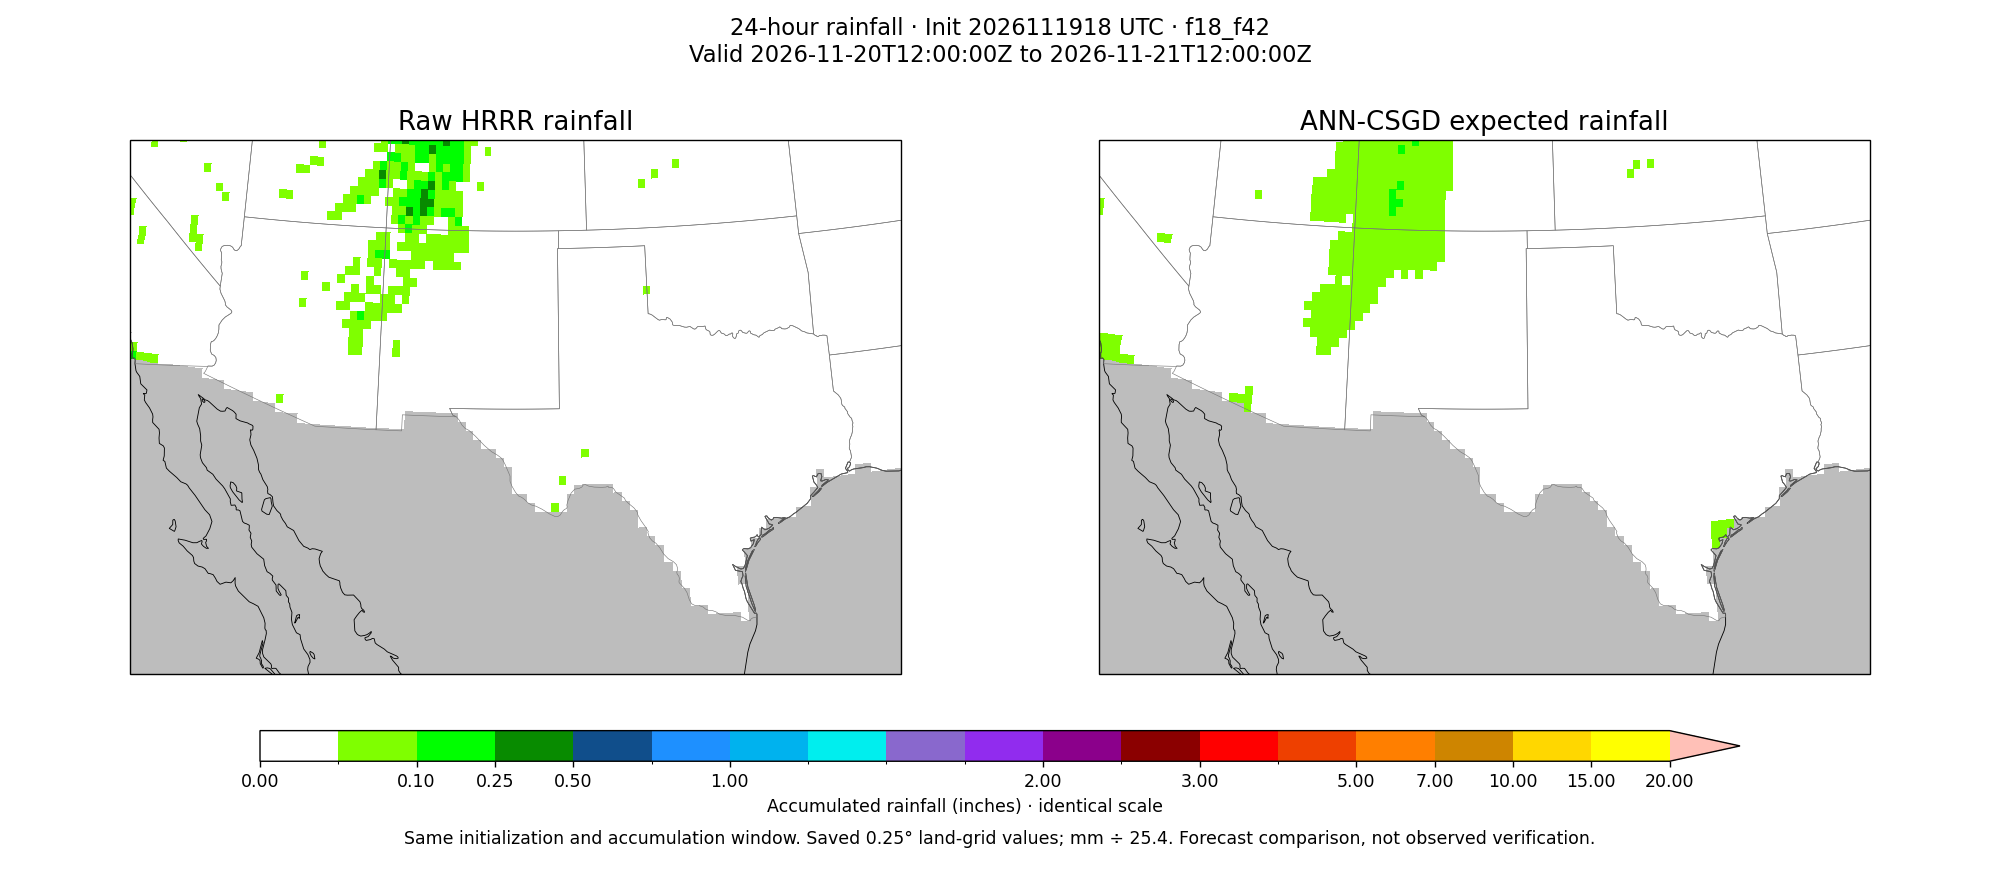 24-hour rainfall · Init 2026111918 UTC · f18_f42
Valid 2026-11-20T12:00:00Z to 2026-11-21T12:00:00Z
Raw HRRR rainfall
ANN-CSGD expected rainfall
0.00 0.10 0.25 0.50 1.00 2.00 3.00 5.00 7.00 10.00 15.00 20.00
Accumulated rainfall (inches) · identical scale
Same initialization and accumulation window. Saved 0.25° land-grid values; mm ÷ 25.4. Forecast comparison, not observed verification.